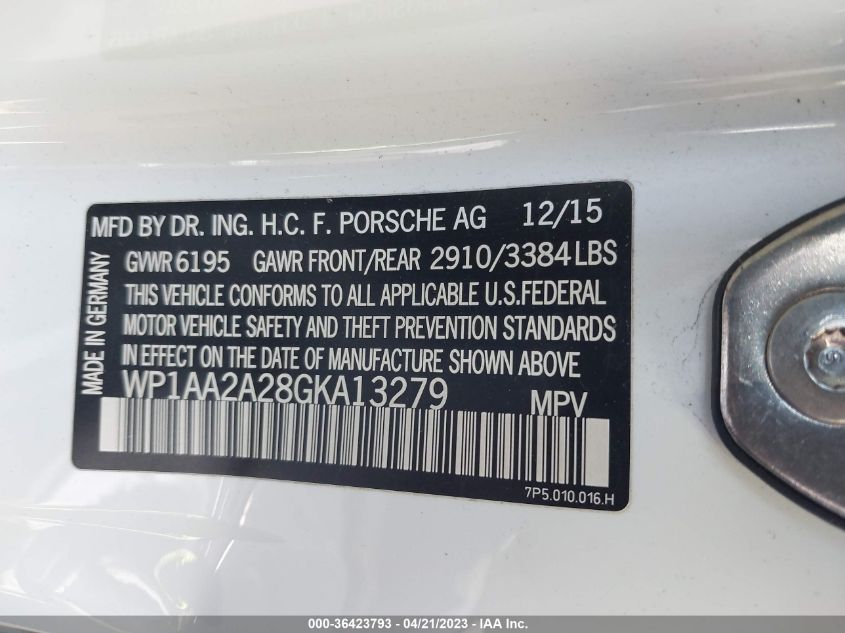 MFD BY DR. ING. H.C. F. PORSCHE AG 12/15
GVWR 6195 GAWR FRONT/REAR 2910/3384 LBS
THIS VEHICLE CONFORMS TO ALL APPLICABLE U.S.FEDERAL
MOTOR VEHICLE SAFETY AND THEFT PREVENTION STANDARDS
IN EFFECT ON THE DATE OF MANUFACTURE SHOWN ABOVE
WP1AA2A28GKA13279 MPV
7P5.010.016.H
MADE IN GERMANY
000-36423793 - 04/21/2023 - IAA Inc.